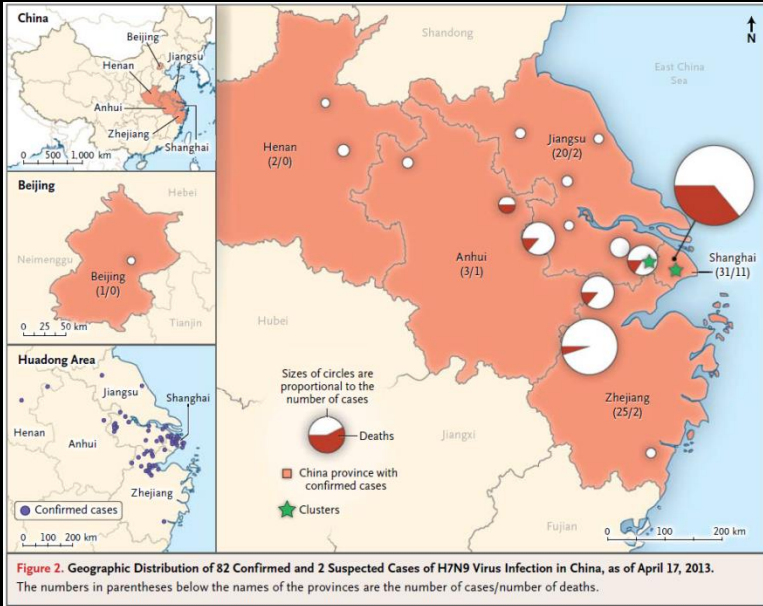 China
Beijing
Jiangsu
Henan
Anhui
Zhejiang
Shanghai
0 500 1,000 km
Beijing
Hebei
Neimenggu
Beijing
(1/0)
Tianjin
0 25 50 km
Huadong Area
Shanghai
Jiangsu
Henan
Anhui
Zhejiang
Confirmed cases
0 100 200 km
N
Shandong
East China
Sea
Henan
(2/0)
Jiangsu
(20/2)
Anhui
(3/1)
Shanghai
(31/11)
Hubei
Zhejiang
(25/2)
Jiangxi
Fujian
Sizes of circles are
proportional to the
number of cases
Deaths
China province with
confirmed cases
Clusters
0 100 200 km
Figure 2. Geographic Distribution of 82 Confirmed and 2 Suspected Cases of H7N9 Virus Infection in China, as of April 17, 2013.
The numbers in parentheses below the names of the provinces are the number of cases/number of deaths.